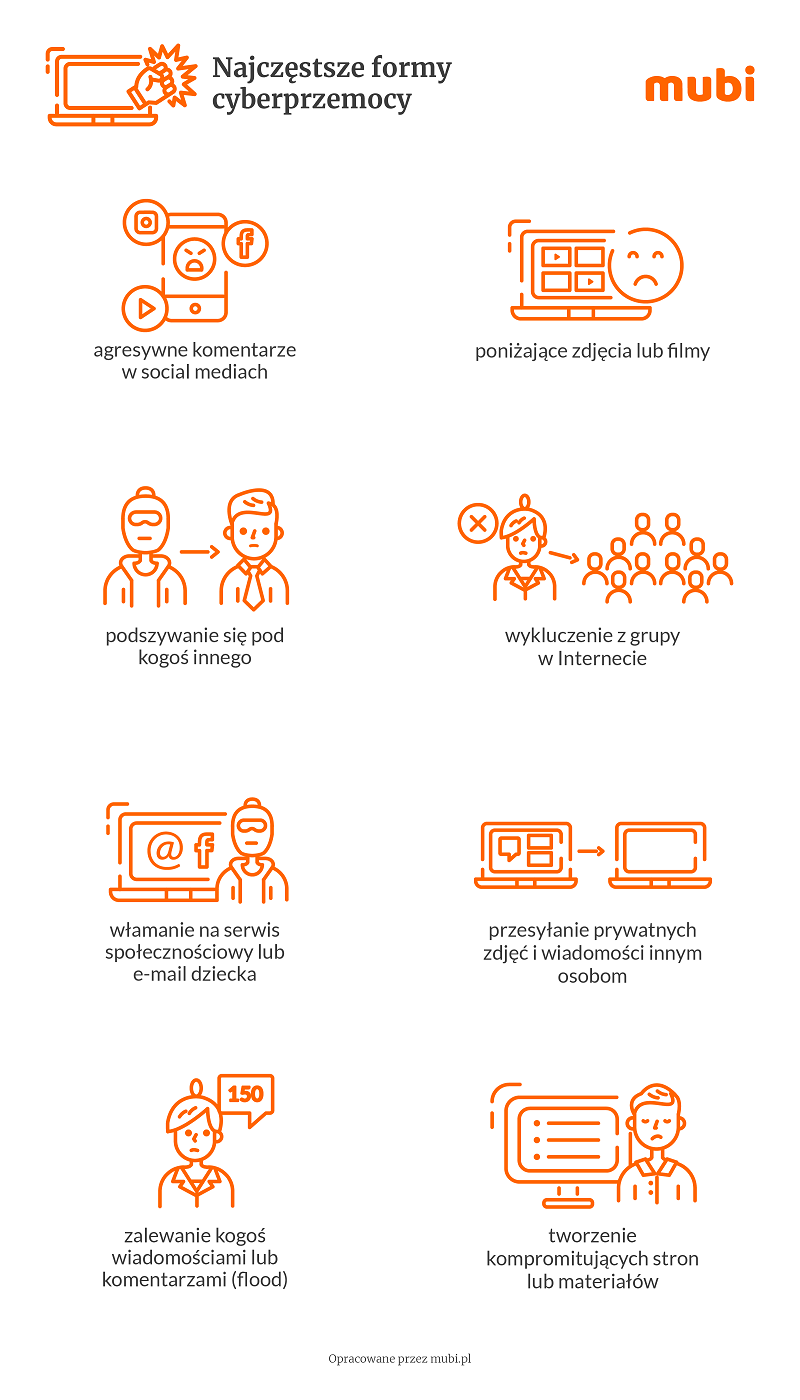 Najczęstsze formy
cyberprzemocy
mubi
agresywne komentarze
w social mediach
poniżające zdjęcia lub filmy
podszywanie się pod
kogoś innego
wykluczenie z grupy
w Internecie
@ f
włamanie na serwis
społecznościowy lub
e-mail dziecka
przesyłanie prywatnych
zdjęć i wiadomości innym
osobom
150
zalewanie kogoś
wiadomościami lub
komentarzami (flood)
tworzenie
kompromitujących stron
lub materiałów
Opracowane przez mubi.pl